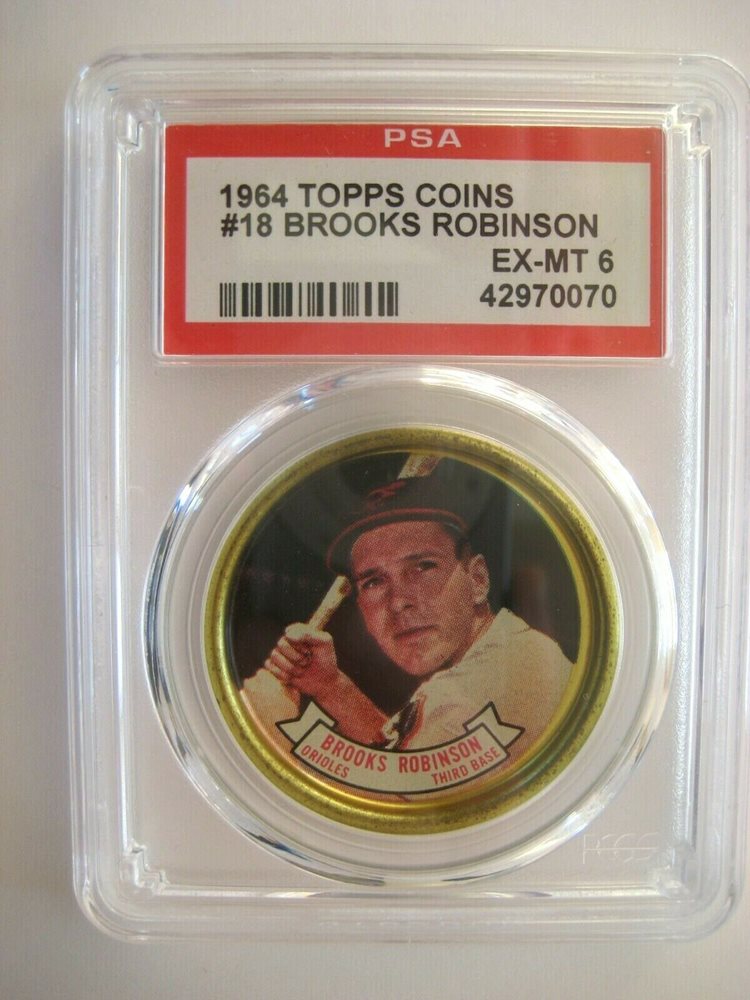 PSA
1964 TOPPS COINS
#18 BROOKS ROBINSON
EX-MT 6
42970070
BROOKS ROBINSON
ORIOLES THIRD BASE